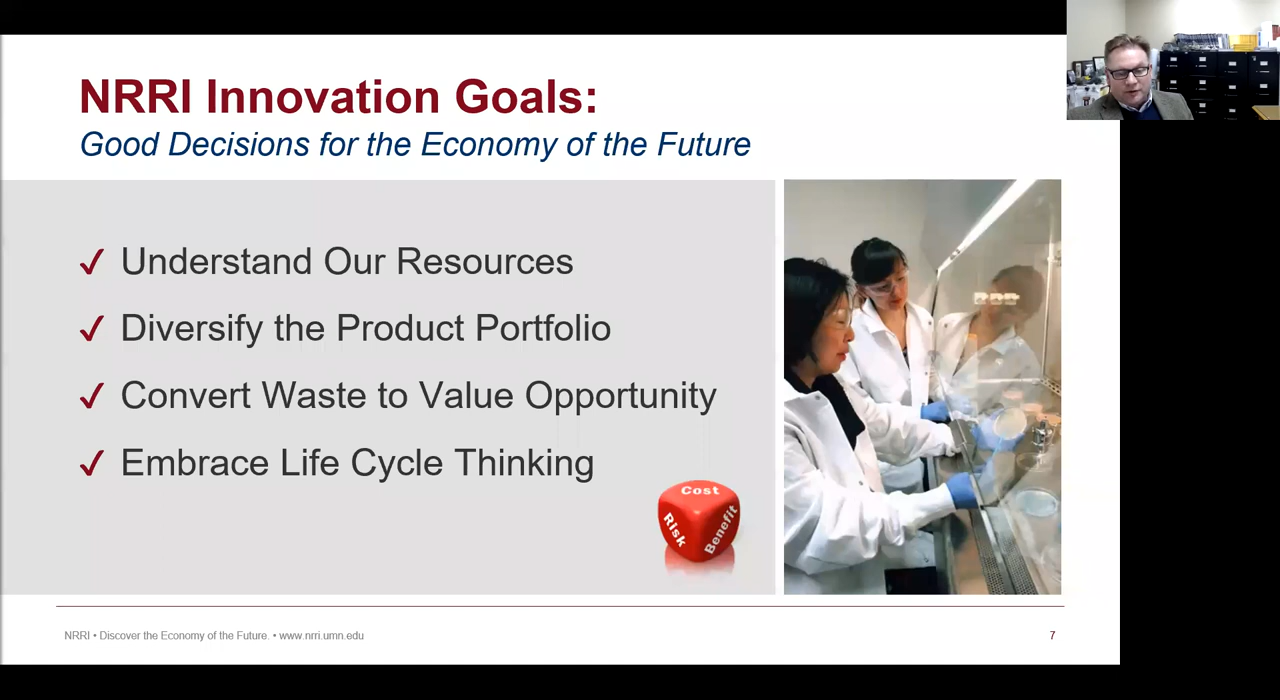 NRRI Innovation Goals:
Good Decisions for the Economy of the Future
✓ Understand Our Resources
✓ Diversify the Product Portfolio
✓ Convert Waste to Value Opportunity
✓ Embrace Life Cycle Thinking
Cost
Risk
Benefit
NRRI • Discover the Economy of the Future. • www.nrri.umn.edu
7